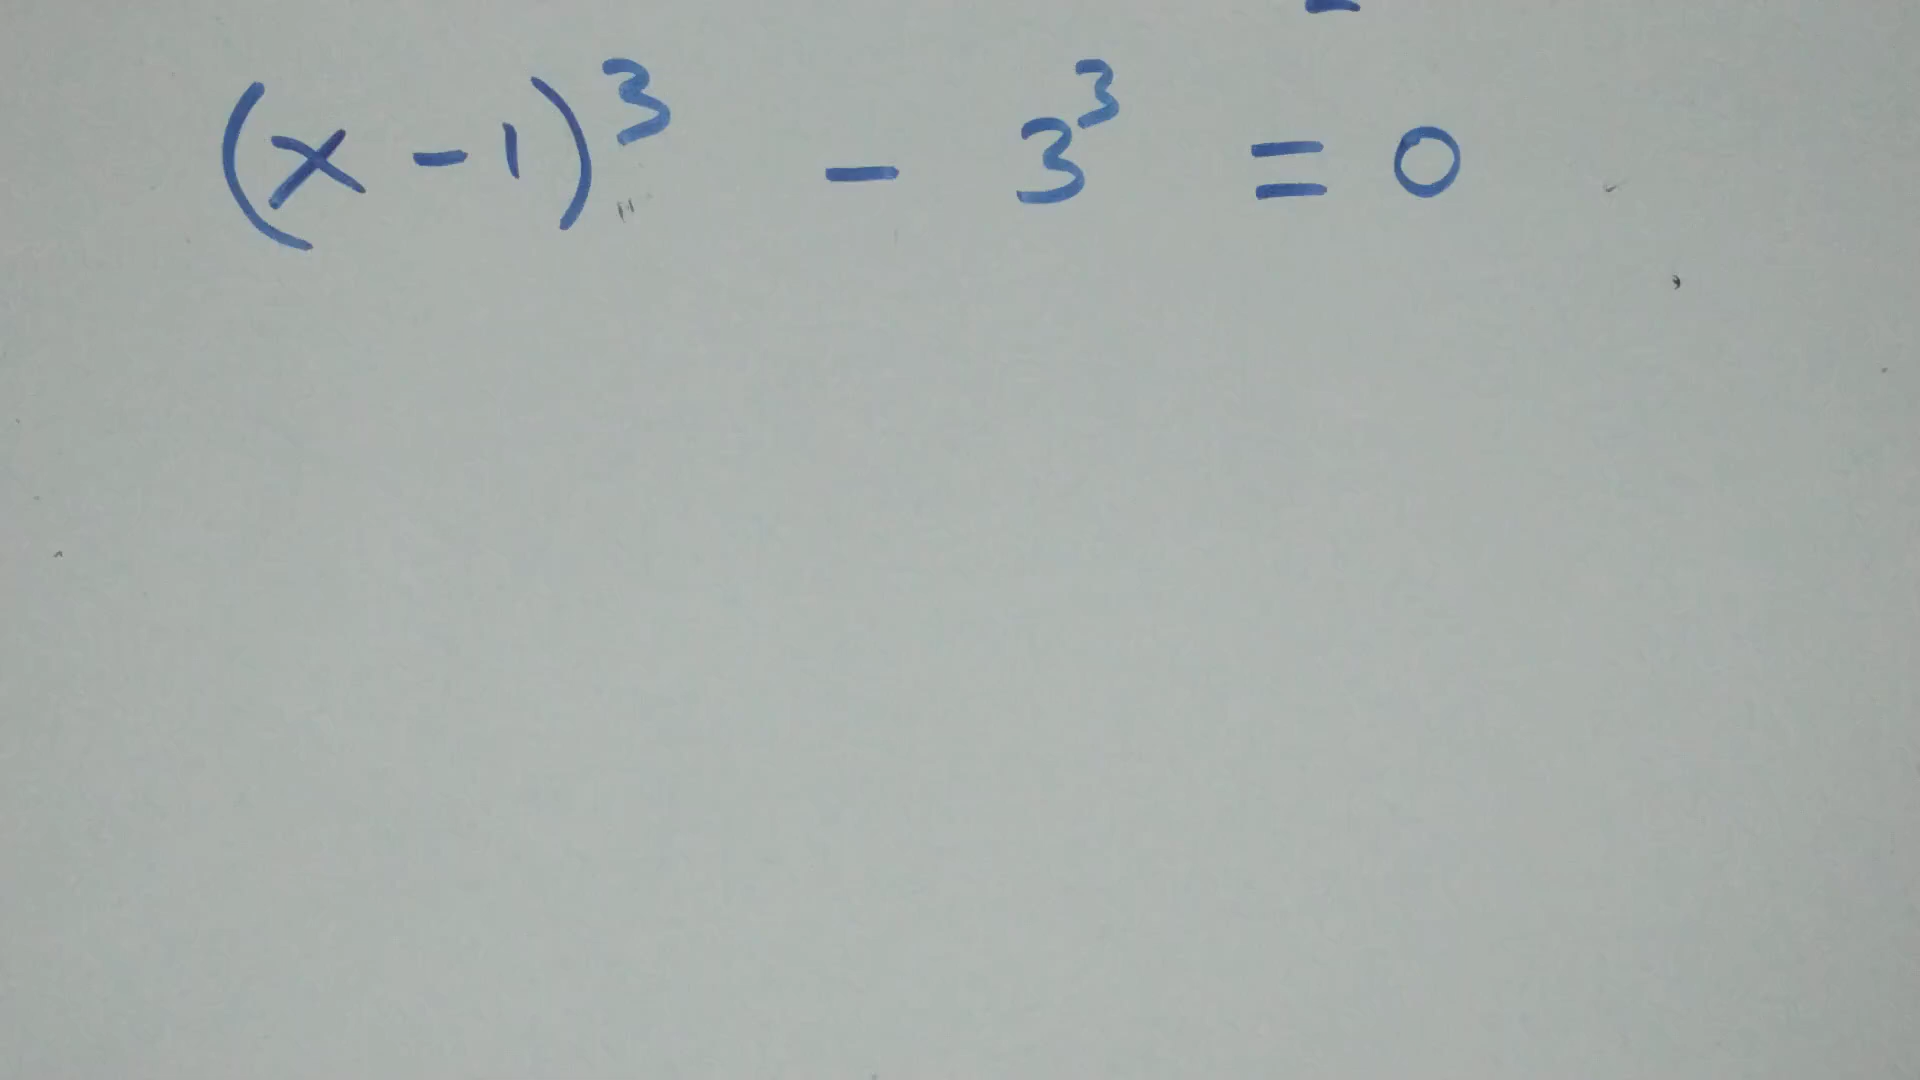 (x - 1)³ - 3³ = 0